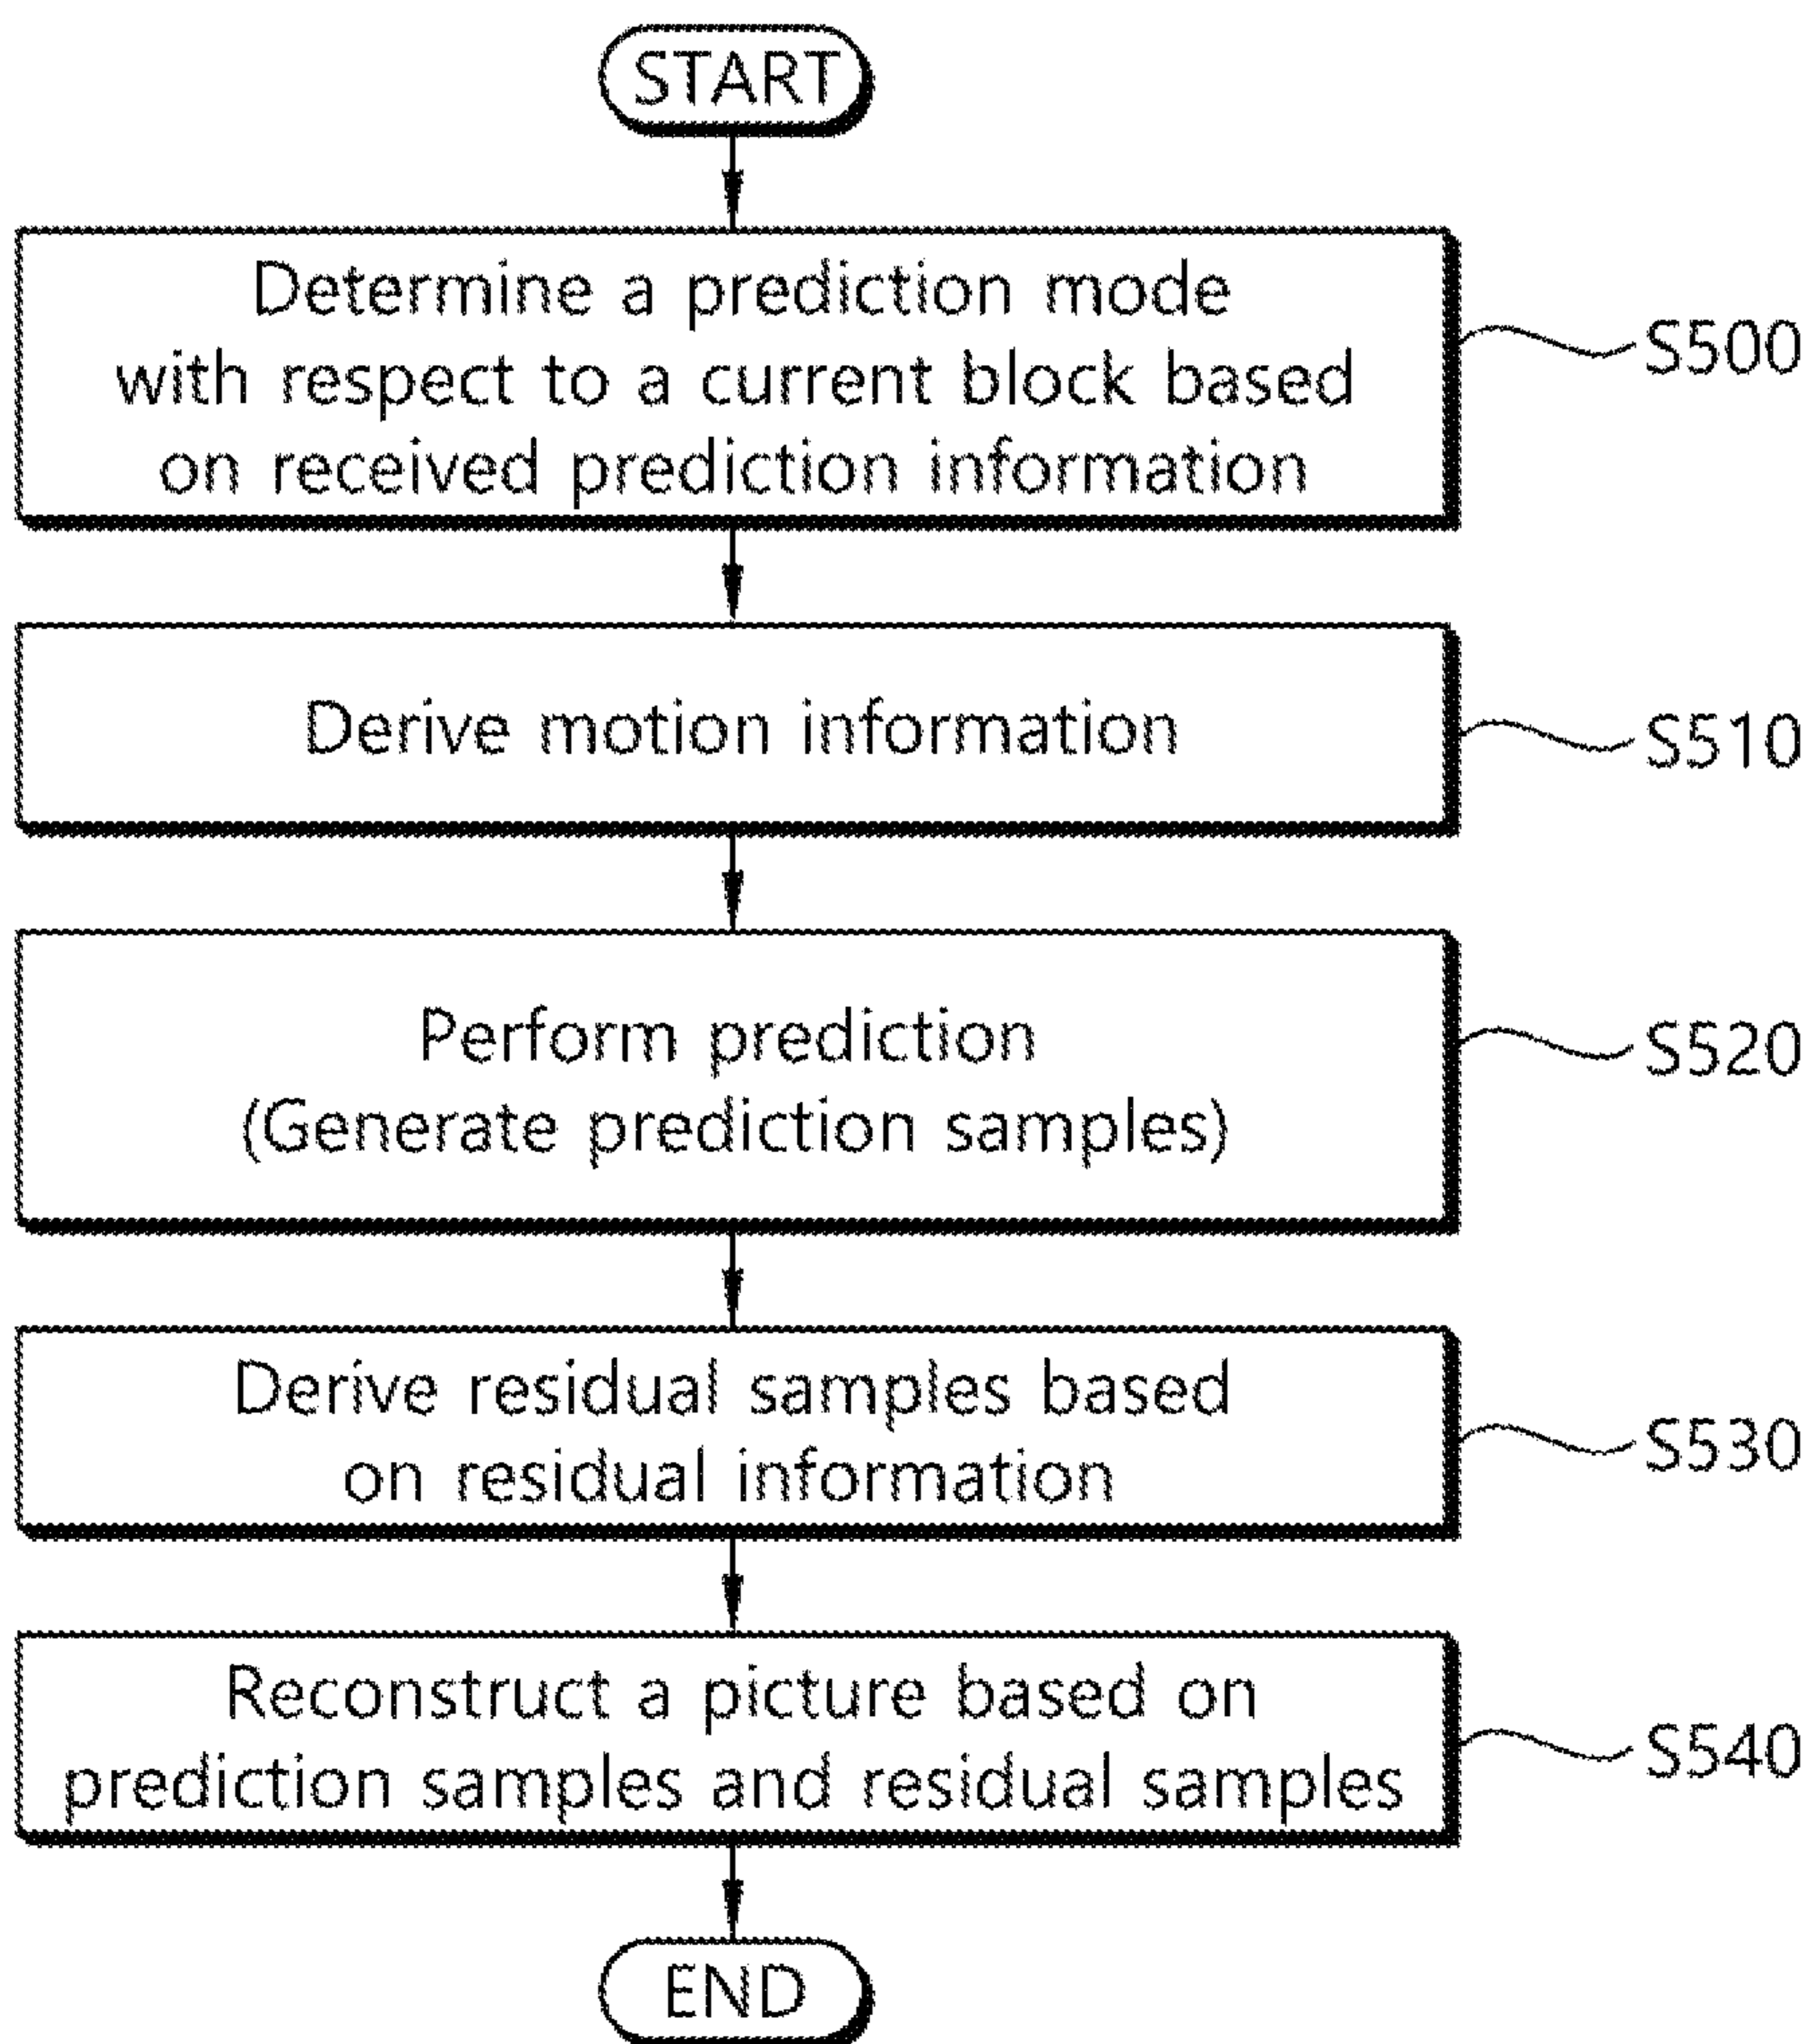 START
Determine a prediction mode
with respect to a current block based
on received prediction information
S500
Derive motion information
S510
Perform prediction
(Generate prediction samples)
S520
Derive residual samples based
on residual information
S530
Reconstruct a picture based on
prediction samples and residual samples
S540
END